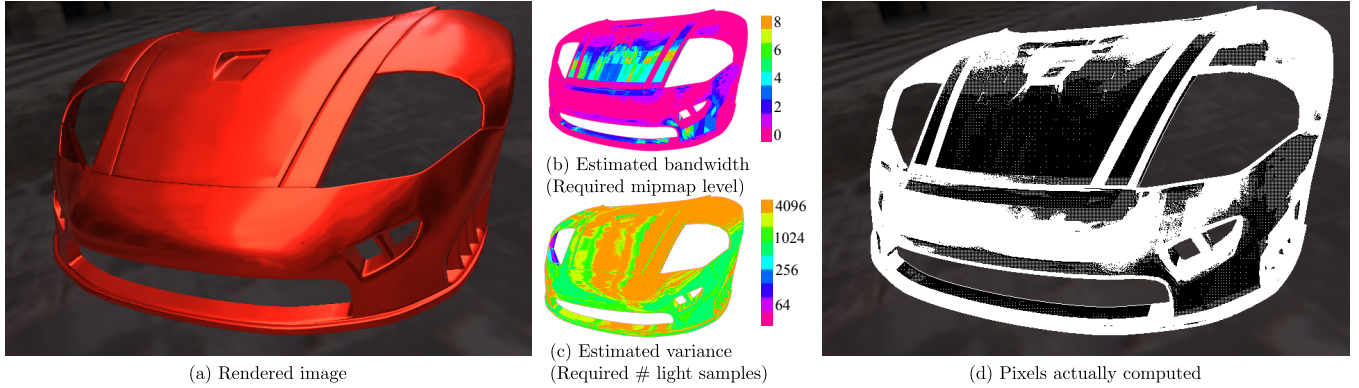 8
6
4
2
0
(b) Estimated bandwidth
(Required mipmap level)
4096
1024
256
64
(c) Estimated variance
(Required # light samples)
(a) Rendered image
(d) Pixels actually computed